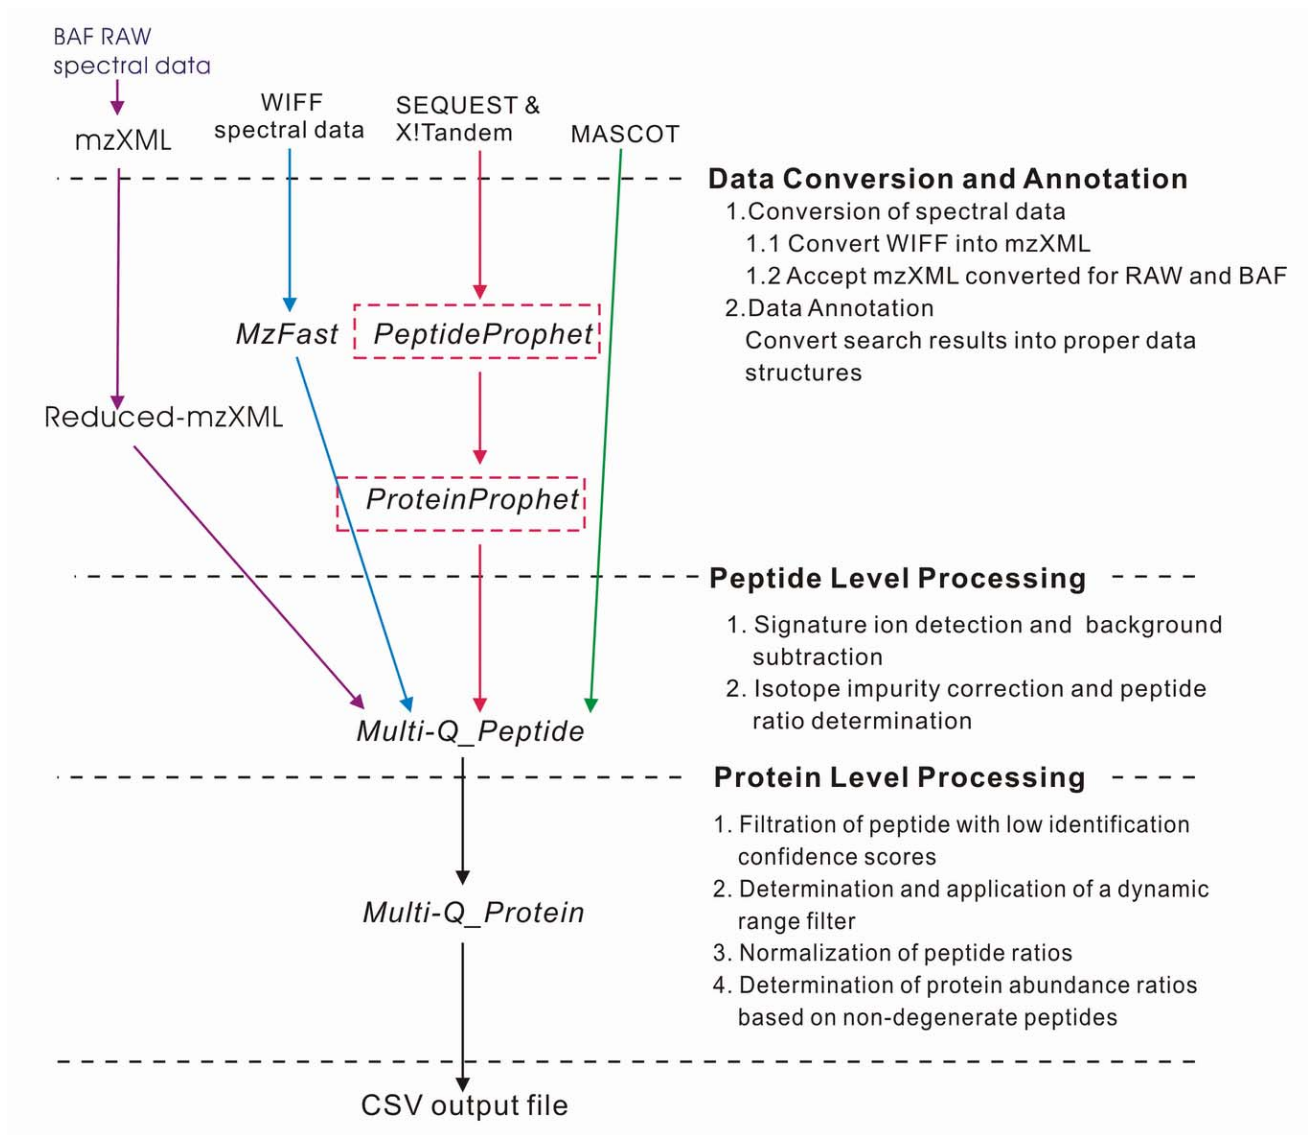 BAF RAW
spectral data
mzXML
WIFF
spectral data
SEQUEST &
X!Tandem
MASCOT
Data Conversion and Annotation
1.Conversion of spectral data
1.1 Convert WIFF into mzXML
1.2 Accept mzXML converted for RAW and BAF
2.Data Annotation
Convert search results into proper data
structures
MzFast
PeptideProphet
Reduced-mzXML
ProteinProphet
Peptide Level Processing
1. Signature ion detection and background
subtraction
2. Isotope impurity correction and peptide
ratio determination
Multi-Q_Peptide
Protein Level Processing
1. Filtration of peptide with low identification
confidence scores
2. Determination and application of a dynamic
range filter
3. Normalization of peptide ratios
4. Determination of protein abundance ratios
based on non-degenerate peptides
Multi-Q_Protein
CSV output file